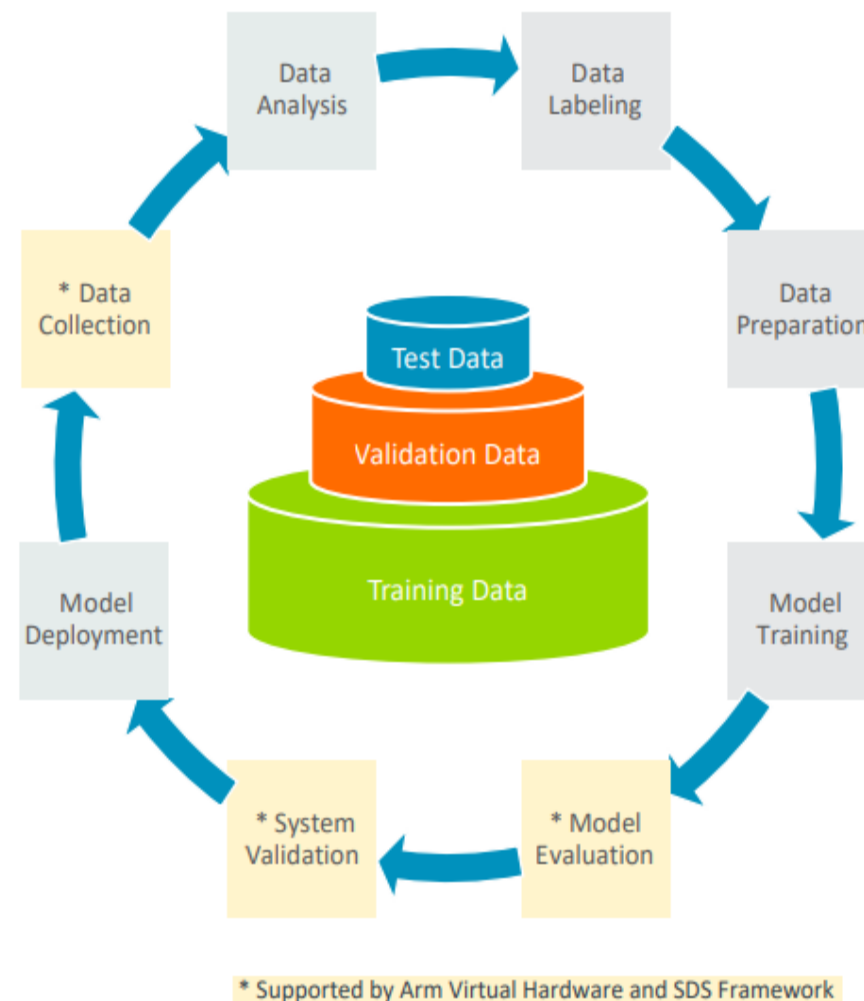 Data
Analysis
Data
Labeling
* Data
Collection
Data
Preparation
Test Data
Validation Data
Training Data
Model
Deployment
Model
Training
* System
Validation
* Model
Evaluation
* Supported by Arm Virtual Hardware and SDS Framework